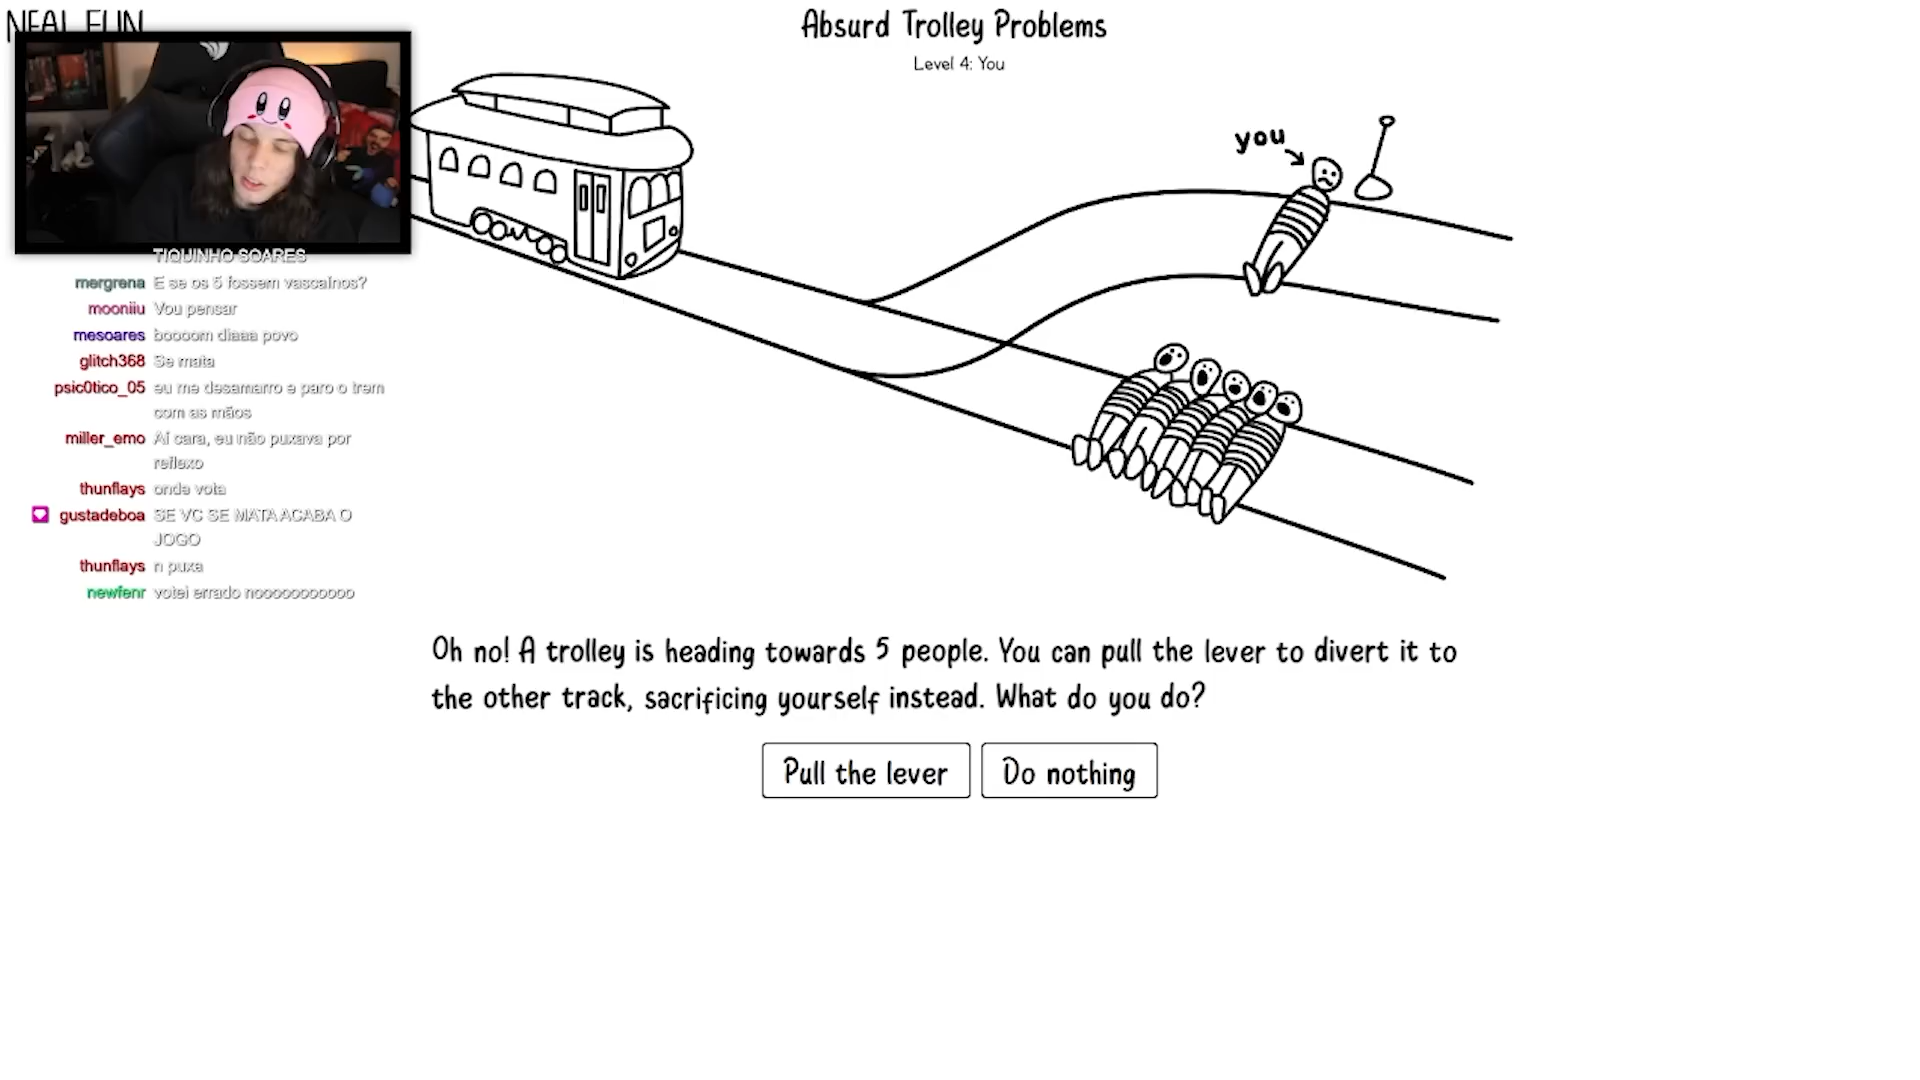 NEAL.FUN
Absurd Trolley Problems
Level 4: You
you
TIQUINHO SOARES
mergrena E se os 5 fossem vascaínos?
mooniiu Vou pensar
mesoares boooom diaaa povo
glitch368 Se mata
psic0tico_05 eu me desamarro e paro o trem
com as mãos
miller_emo Aí cara, eu não puxava por
reflexo
thunflays onde vota
gustadeboa SE VC SE MATA ACABA O
JOGO
thunflays n puxa
newfenr votei errado nooooooooooo
Oh no! A trolley is heading towards 5 people. You can pull the lever to divert it to
the other track, sacrificing yourself instead. What do you do?
Pull the lever
Do nothing